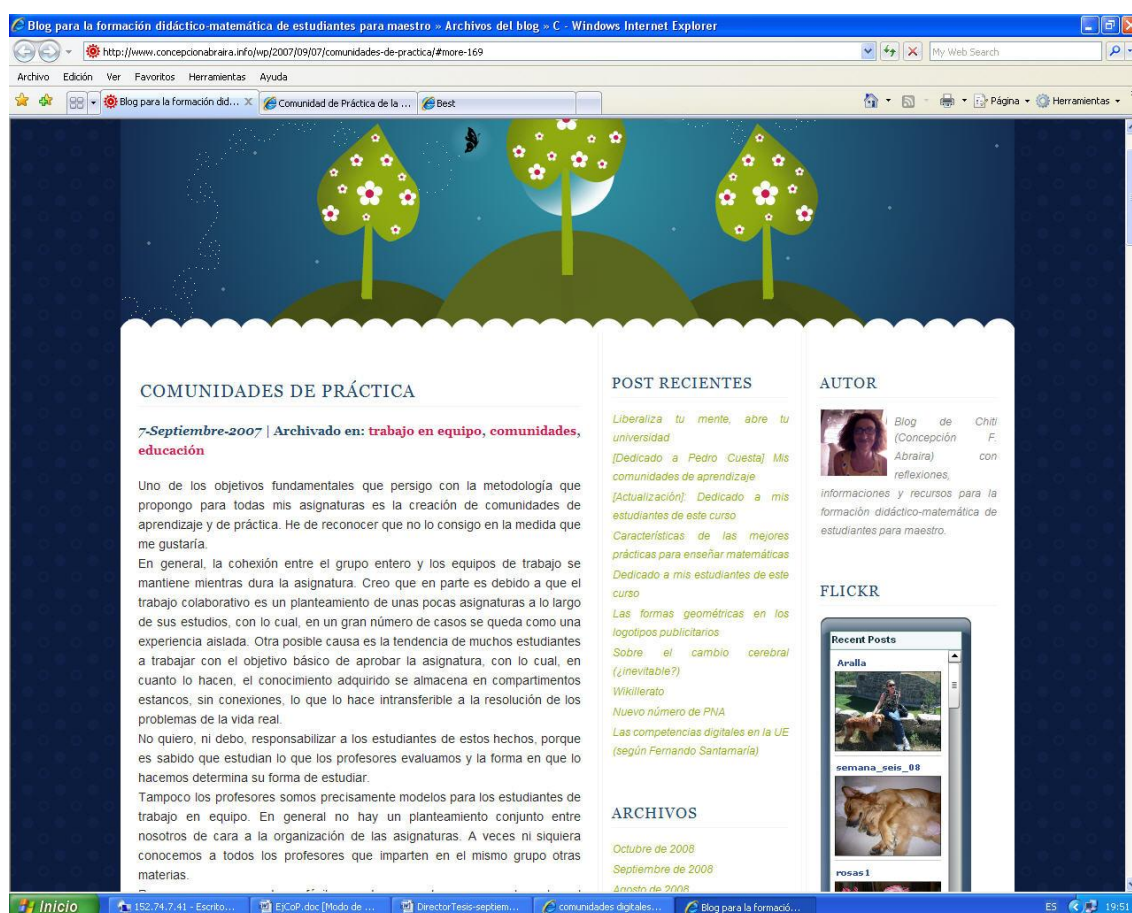 Blog para la formación didáctico-matemática de estudiantes para maestro » Archivos del blog » C - Windows Internet Explorer
http://www.concepcionabraira.info/wp/2007/09/07/comunidades-de-practica/#more-169
My Web Search
Archivo Edición Ver Favoritos Herramientas Ayuda
Blog para la formación did... Comunidad de Práctica de la ... Best
Página Herramientas
COMUNIDADES DE PRÁCTICA
7-Septiembre-2007 | Archivado en: trabajo en equipo, comunidades,
educación
Uno de los objetivos fundamentales que persigo con la metodología que
propongo para todas mis asignaturas es la creación de comunidades de
aprendizaje y de práctica. He de reconocer que no lo consigo en la medida que
me gustaría.
En general, la cohexión entre el grupo entero y los equipos de trabajo se
mantiene mientras dura la asignatura. Creo que en parte es debido a que el
trabajo colaborativo es un planteamiento de unas pocas asignaturas a lo largo
de sus estudios, con lo cual, en un gran número de casos se queda como una
experiencia aislada. Otra posible causa es la tendencia de muchos estudiantes
a trabajar con el objetivo básico de aprobar la asignatura, con lo cual, en
cuanto lo hacen, el conocimiento adquirido se almacena en compartimentos
estancos, sin conexiones, lo que lo hace intransferible a la resolución de los
problemas de la vida real.
No quiero, ni debo, responsabilizar a los estudiantes de estos hechos, porque
es sabido que estudian lo que los profesores evaluamos y la forma en que lo
hacemos determina su forma de estudiar.
Tampoco los profesores somos precisamente modelos para los estudiantes de
trabajo en equipo. En general no hay un planteamiento conjunto entre
nosotros de cara a la organización de las asignaturas. A veces ni siquiera
conocemos a todos los profesores que imparten en el mismo grupo otras
materias.
POST RECIENTES
Liberaliza tu mente, abre tu
universidad
[Dedicado a Pedro Cuesta] Mis
comunidades de aprendizaje
[Actualización]: Dedicado a mis
estudiantes de este curso
Características de las mejores
prácticas para enseñar matemáticas
Dedicado a mis estudiantes de este
curso
Las formas geométricas en los
logotipos publicitarios
Sobre el cambio cerebral
(¿inevitable?)
Wikillerato
Nuevo número de PNA
Las competencias digitales en la UE
(según Fernando Santamaría)
ARCHIVOS
Octubre de 2008
Septiembre de 2008
Agosto de 2008
AUTOR
Blog de Chiti
(Concepción F.
Abraira) con
reflexiones,
informaciones y recursos para la
formación didáctico-matemática de
estudiantes para maestro.
FLICKR
Recent Posts
Aralla
semana_seis_08
rosas1
Inicio 152.74.7.41 - Escrito... EjCoP.doc [Modo de ... DirectorTesis-septiem... comunidades digitales... Blog para la formació... ES 19:51